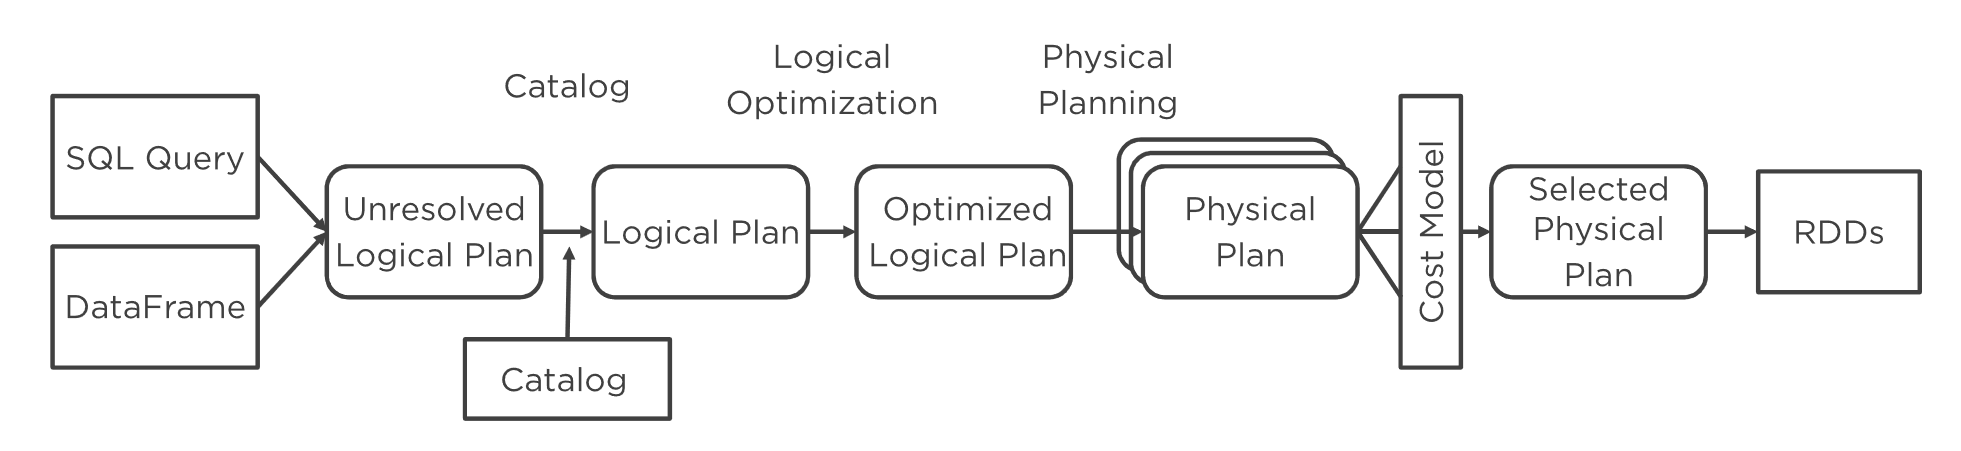 Catalog
Logical
Optimization
Physical
Planning
SQL Query
DataFrame
Unresolved
Logical Plan
Catalog
Logical Plan
Optimized
Logical Plan
Physical
Plan
Cost Model
Selected
Physical
Plan
RDDs